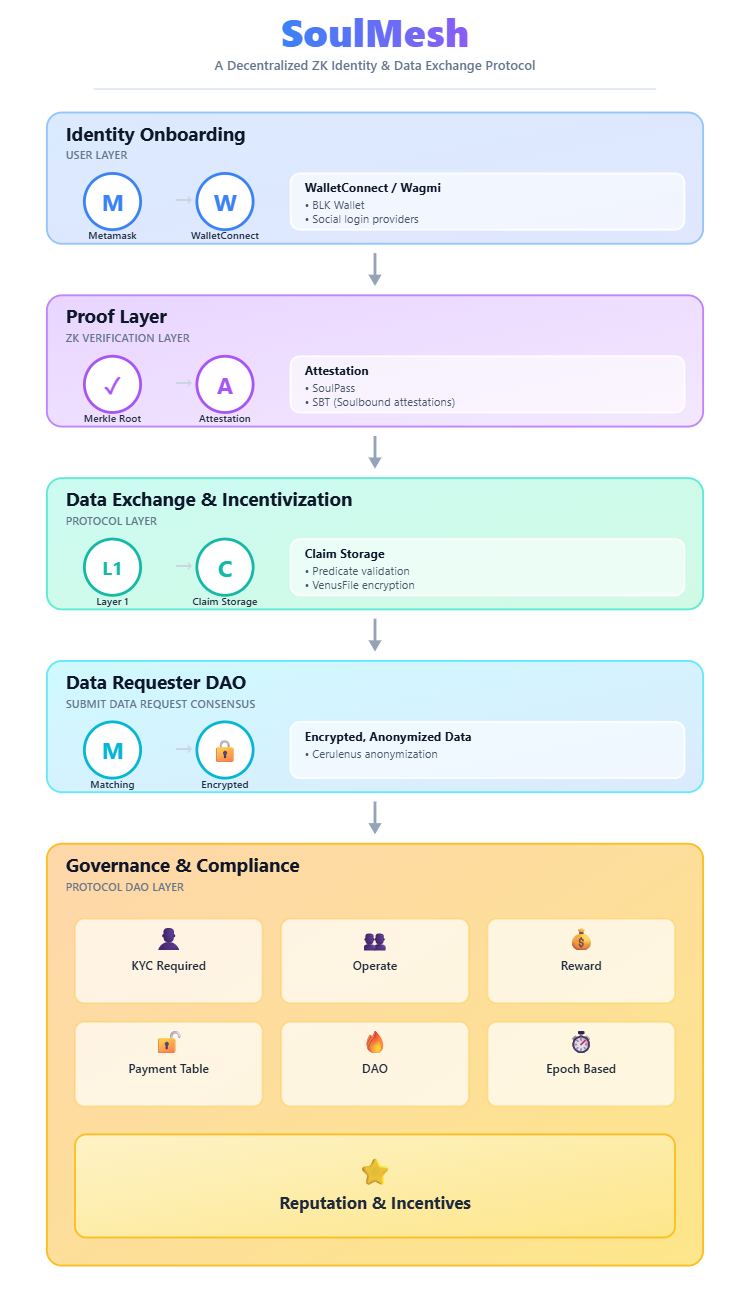 SoulMesh
A Decentralized ZK Identity & Data Exchange Protocol
Identity Onboarding
USER LAYER
M
→
W
Metamask
WalletConnect
WalletConnect / Wagmi
• BLK Wallet
• Social login providers
Proof Layer
ZK VERIFICATION LAYER
✓
→
A
Merkle Root
Attestation
Attestation
• SoulPass
• SBT (Soulbound attestations)
Data Exchange & Incentivization
PROTOCOL LAYER
L1
→
C
Layer 1
Claim Storage
Claim Storage
• Predicate validation
• VenusFile encryption
Data Requester DAO
SUBMIT DATA REQUEST CONSENSUS
M
→
Matching
Encrypted
Encrypted, Anonymized Data
• Cerulenus anonymization
Governance & Compliance
PROTOCOL DAO LAYER
KYC Required
Operate
Reward
Payment Table
DAO
Epoch Based
Reputation & Incentives